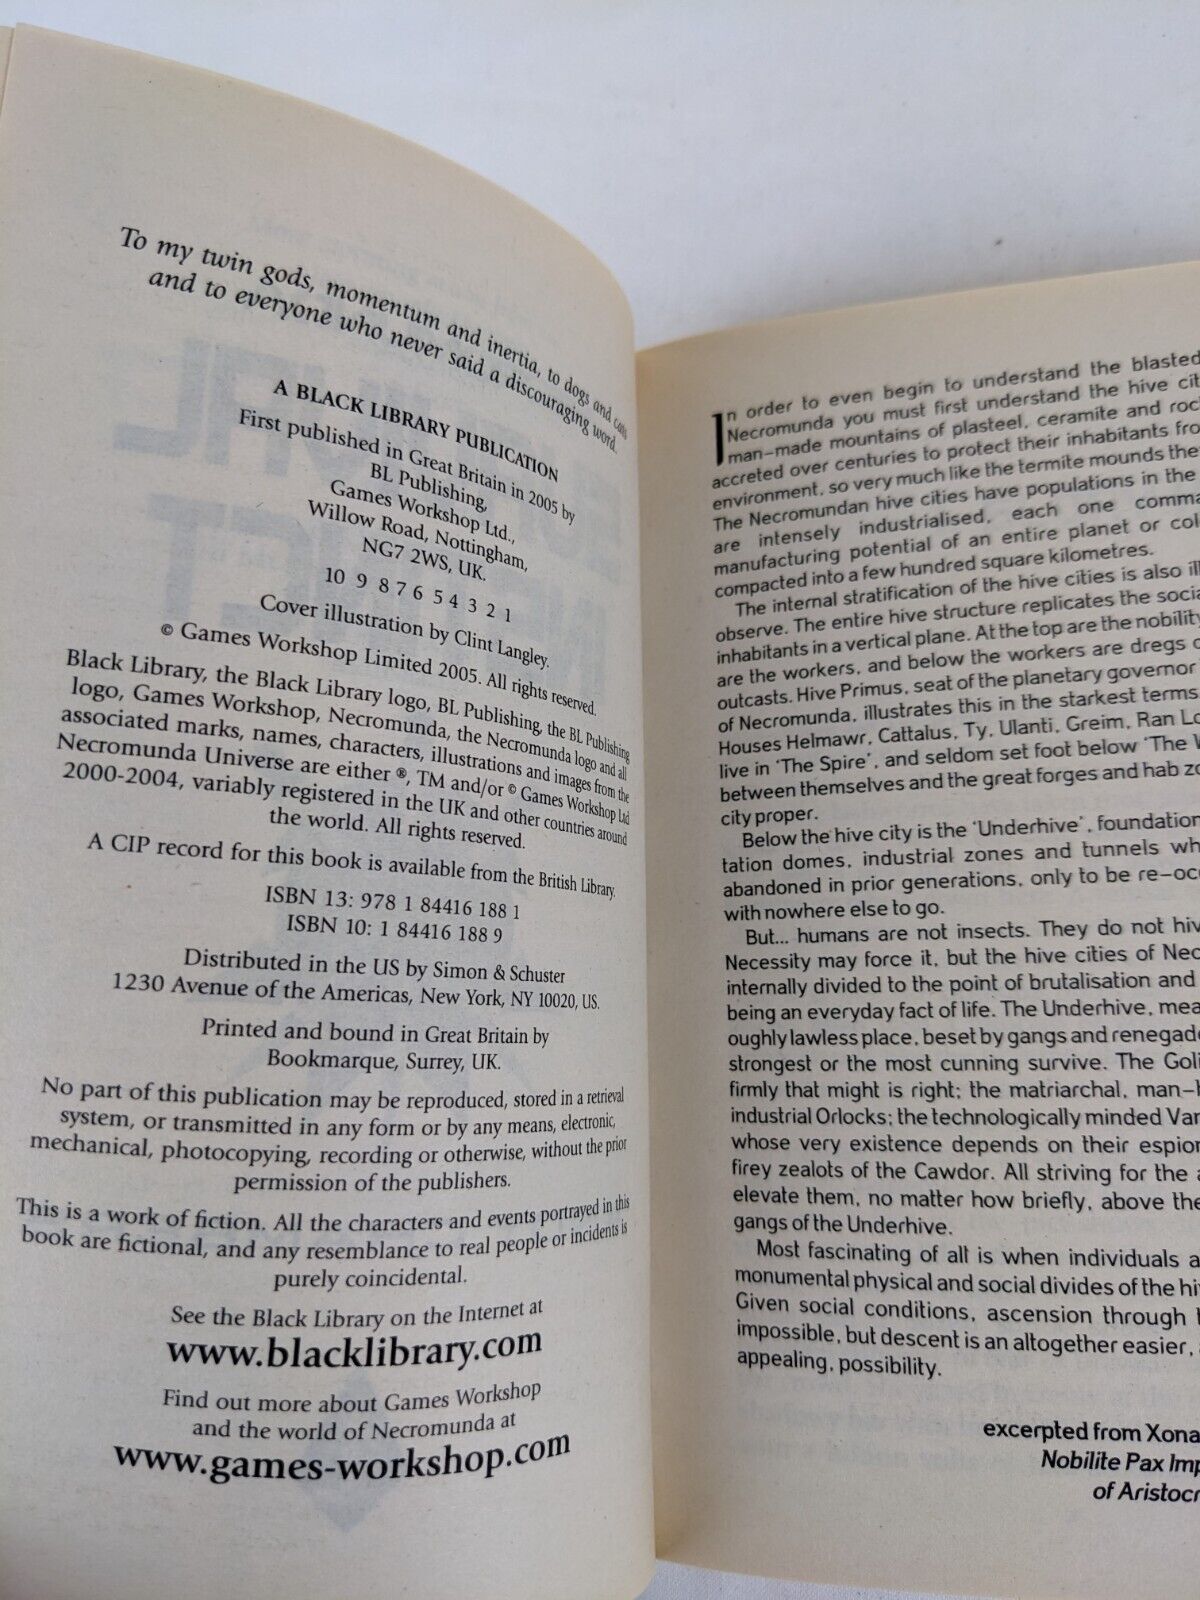 To my twin gods, momentum and inertia, to dogs and cats
and to everyone who never said a discouraging word.
A BLACK LIBRARY PUBLICATION
First published in Great Britain in 2005 by
BL Publishing,
Games Workshop Ltd.,
Willow Road, Nottingham,
NG7 2WS, UK.
10 9 8 7 6 5 4 3 2 1
Cover illustration by Clint Langley.
© Games Workshop Limited 2005. All rights reserved.
Black Library, the Black Library logo, BL Publishing, the BL Publishing
logo, Games Workshop, Necromunda, the Necromunda logo and all
associated marks, names, characters, illustrations and images from the
Necromunda Universe are either ®, TM and/or © Games Workshop Ltd
2000-2004, variably registered in the UK and other countries around
the world. All rights reserved.
A CIP record for this book is available from the British Library.
ISBN 13: 978 1 84416 188 1
ISBN 10: 1 84416 188 9
Distributed in the US by Simon & Schuster
1230 Avenue of the Americas, New York, NY 10020, US.
Printed and bound in Great Britain by
Bookmarque, Surrey, UK.
No part of this publication may be reproduced, stored in a retrieval
system, or transmitted in any form or by any means, electronic,
mechanical, photocopying, recording or otherwise, without the prior
permission of the publishers.
This is a work of fiction. All the characters and events portrayed in this
book are fictional, and any resemblance to real people or incidents is
purely coincidental.
See the Black Library on the Internet at
www.blacklibrary.com
Find out more about Games Workshop
and the world of Necromunda at
www.games-workshop.com
In order to even begin to understand the blasted
Necromunda you must first understand the hive cit
man-made mountains of plasteel, ceramite and roc
accreted over centuries to protect their inhabitants fro
environment, so very much like the termite mounds the
The Necromundan hive cities have populations in the
are intensely industrialised, each one comma
manufacturing potential of an entire planet or col
compacted into a few hundred square kilometres.
The internal stratification of the hive cities is also ill
observe. The entire hive structure replicates the socia
inhabitants in a vertical plane. At the top are the nobility
are the workers, and below the workers are dregs o
outcasts. Hive Primus, seat of the planetary governor
of Necromunda, illustrates this in the starkest terms
Houses Helmawr, Cattalus, Ty, Ulanti, Greim, Ran Lo
live in 'The Spire', and seldom set foot below 'The W
between themselves and the great forges and hab zo
city proper.
Below the hive city is the 'Underhive', foundation
tation domes, industrial zones and tunnels wh
abandoned in prior generations, only to be re-occ
with nowhere else to go.
But... humans are not insects. They do not hiv
Necessity may force it, but the hive cities of Nec
internally divided to the point of brutalisation and
being an everyday fact of life. The Underhive, mea
oughly lawless place, beset by gangs and renegade
strongest or the most cunning survive. The Goli
firmly that might is right; the matriarchal, man-h
industrial Orlocks; the technologically minded Van
whose very existence depends on their espion
firey zealots of the Cawdor. All striving for the a
elevate them, no matter how briefly, above the
gangs of the Underhive.
Most fascinating of all is when individuals a
monumental physical and social divides of the hi
Given social conditions, ascension through
impossible, but descent is an altogether easier,
appealing, possibility.
excerpted from Xona
Nobilite Pax Imp
of Aristocr